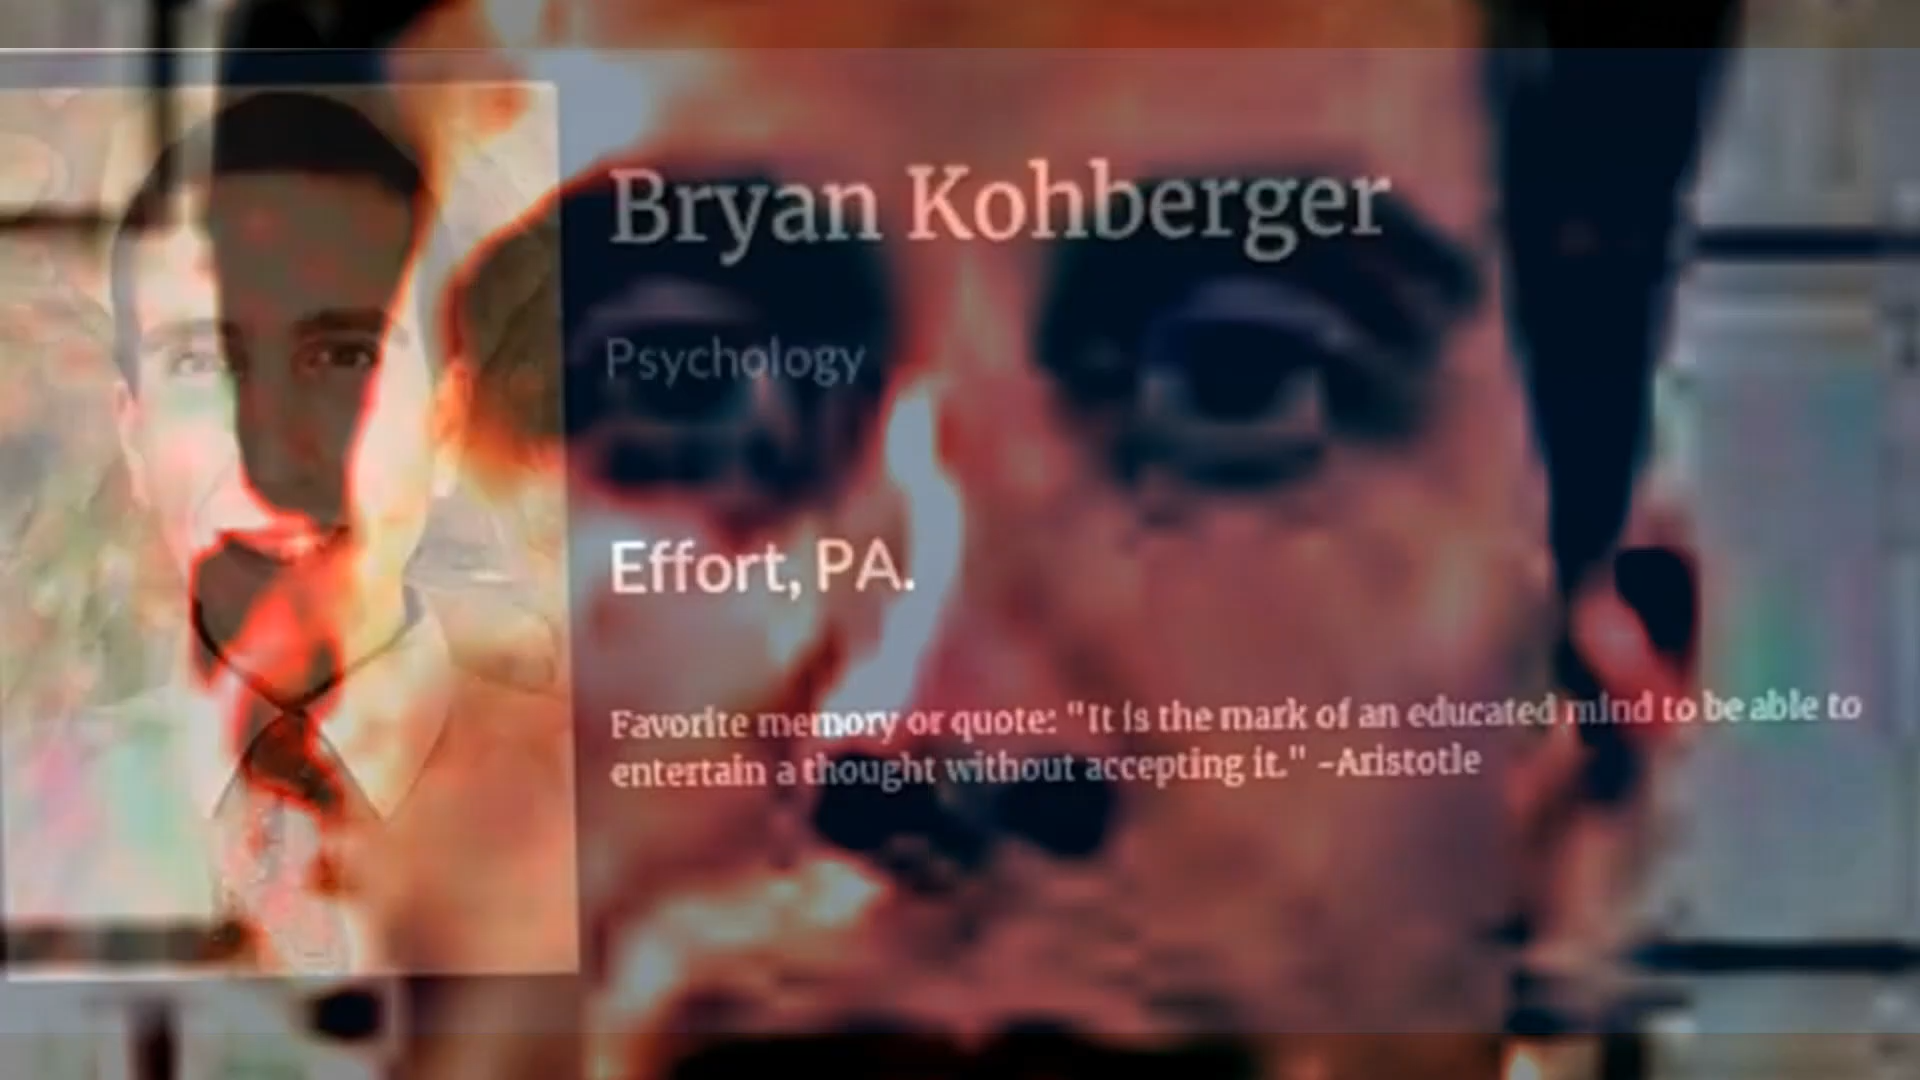 Bryan Kohberger
Psychology
Effort, PA.
Favorite memory or quote: "It is the mark of an educated mind to be able to
entertain a thought without accepting it." -Aristotle